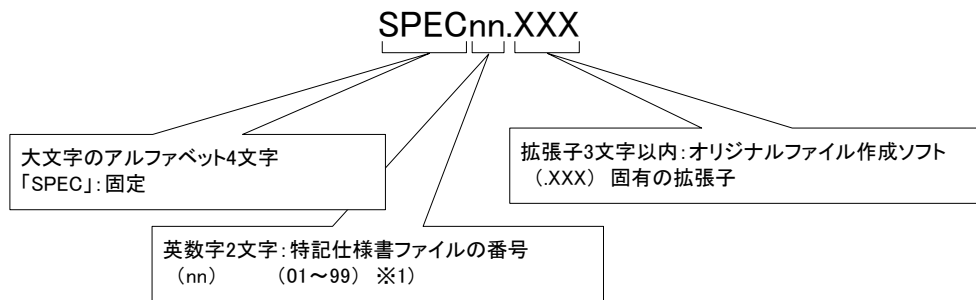 SPECnn.XXX
大文字のアルファベット4文字
「SPEC」：固定
拡張子3文字以内：オリジナルファイル作成ソフト
（.XXX） 固有の拡張子
英数字2文字：特記仕様書ファイルの番号
（nn） （01～99） ※1）